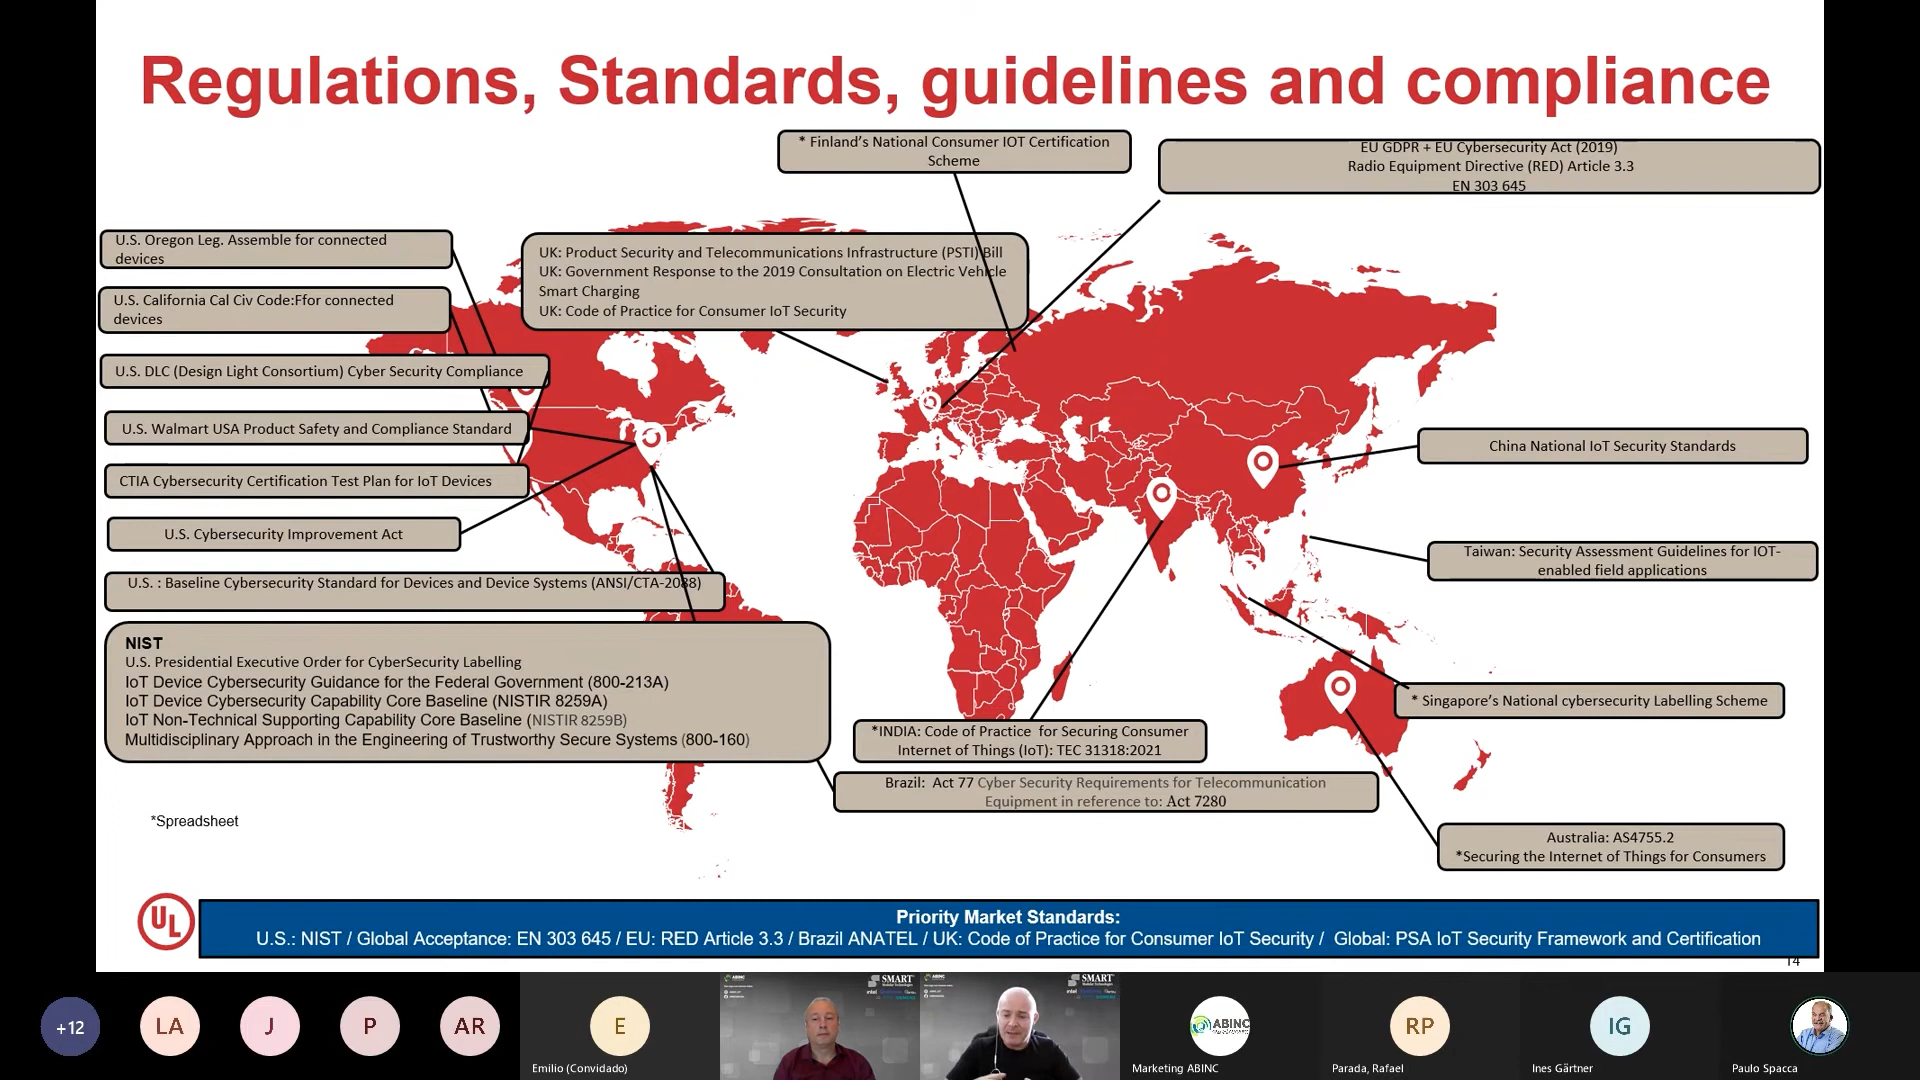 Regulations, Standards, guidelines and compliance
* Finland’s National Consumer IOT Certification
Scheme
EU GDPR + EU Cybersecurity Act (2019)
Radio Equipment Directive (RED) Article 3.3
EN 303 645
U.S. Oregon Leg. Assemble for connected
devices
UK: Product Security and Telecommunications Infrastructure (PSTI) Bill
UK: Government Response to the 2019 Consultation on Electric Vehicle
Smart Charging
UK: Code of Practice for Consumer IoT Security
U.S. California Cal Civ Code:Ffor connected
devices
U.S. DLC (Design Light Consortium) Cyber Security Compliance
U.S. Walmart USA Product Safety and Compliance Standard
China National IoT Security Standards
CTIA Cybersecurity Certification Test Plan for IoT Devices
U.S. Cybersecurity Improvement Act
Taiwan: Security Assessment Guidelines for IOT-
enabled field applications
U.S. : Baseline Cybersecurity Standard for Devices and Device Systems (ANSI/CTA-2088)
NIST
U.S. Presidential Executive Order for CyberSecurity Labelling
IoT Device Cybersecurity Guidance for the Federal Government (800-213A)
IoT Device Cybersecurity Capability Core Baseline (NISTIR 8259A)
IoT Non-Technical Supporting Capability Core Baseline (NISTIR 8259B)
Multidisciplinary Approach in the Engineering of Trustworthy Secure Systems (800-160)
* Singapore’s National cybersecurity Labelling Scheme
*INDIA: Code of Practice for Securing Consumer
Internet of Things (IoT): TEC 31318:2021
Brazil: Act 77 Cyber Security Requirements for Telecommunication
Equipment in reference to: Act 7280
*Spreadsheet
Australia: AS4755.2
*Securing the Internet of Things for Consumers
UL
Priority Market Standards:
U.S.: NIST / Global Acceptance: EN 303 645 / EU: RED Article 3.3 / Brazil ANATEL / UK: Code of Practice for Consumer IoT Security / Global: PSA IoT Security Framework and Certification
14
+12
LA
J
P
AR
E
Emilio (Convidado)
ABINC
SMART
intel
ABINC
SMART
intel
ABINC
Marketing ABINC
RP
Parada, Rafael
IG
Ines Gärtner
Paulo Spacca